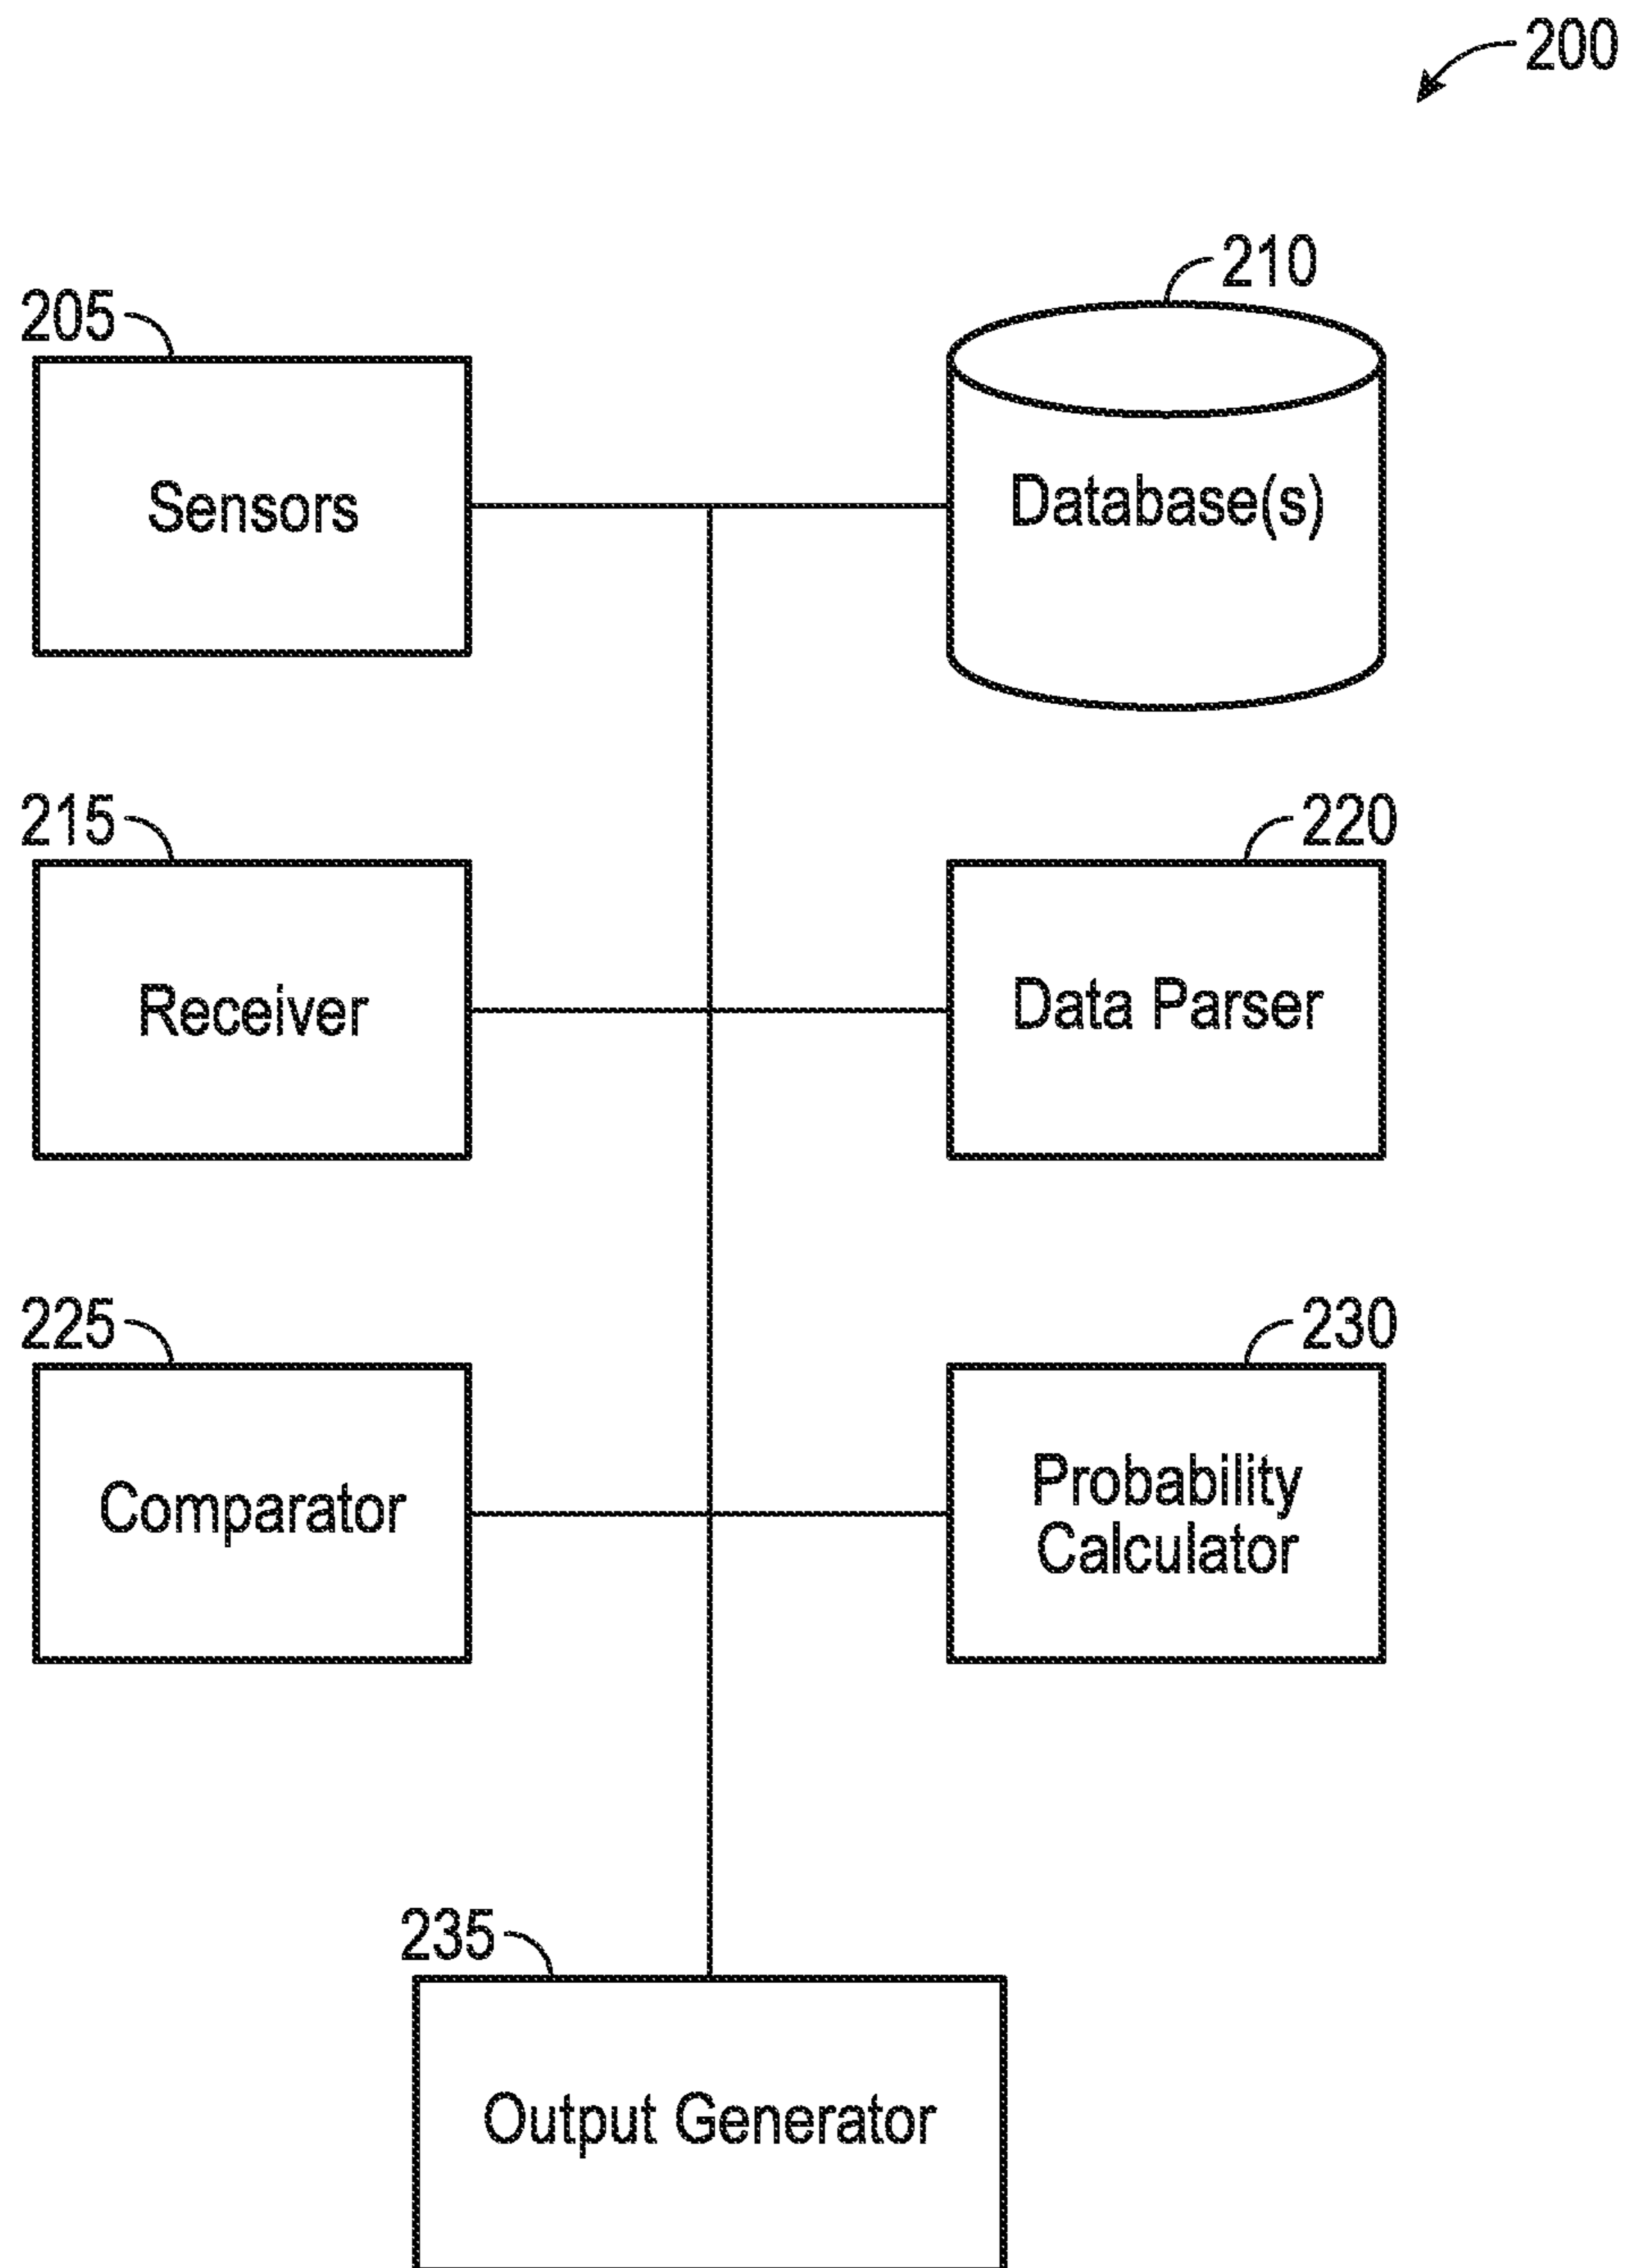 200
210
205
Sensors
Database(s)
215
220
Receiver
Data Parser
225
230
Comparator
Probability
Calculator
235
Output Generator